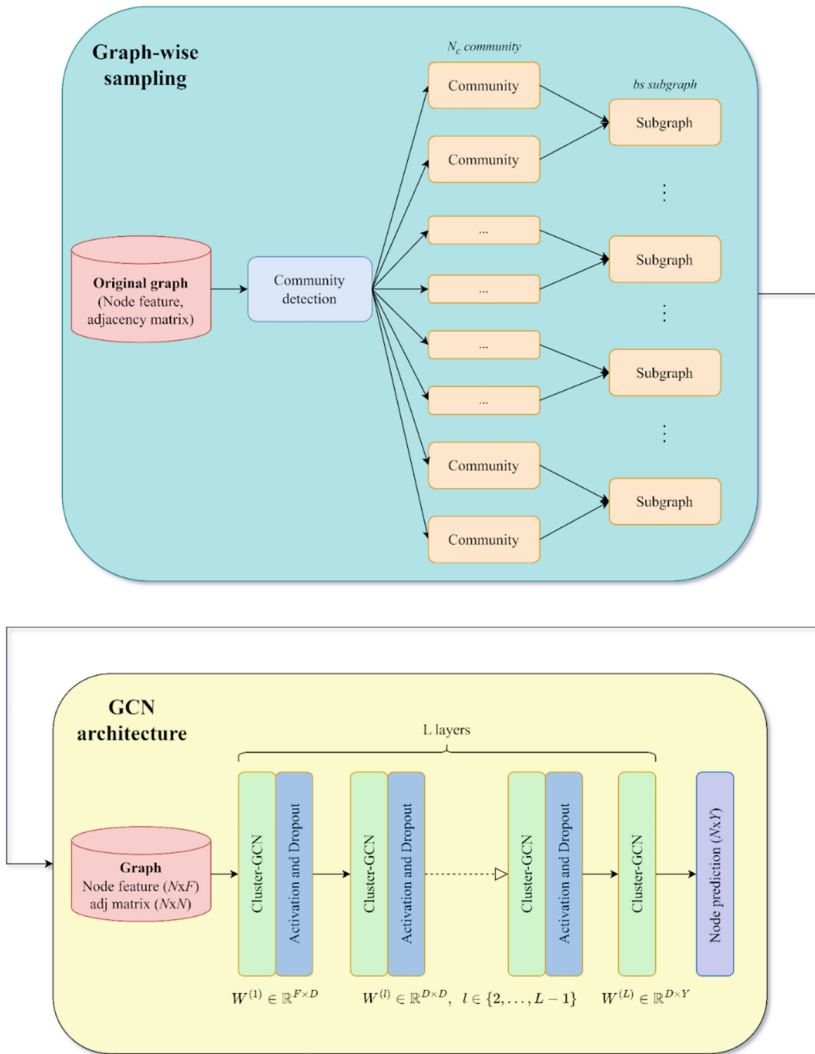 Graph-wise
sampling
N_c community
bs subgraph
Community
Subgraph
Community
⋮
...
Original graph
(Node feature,
adjacency matrix)
Community
detection
Subgraph
...
⋮
...
Subgraph
...
⋮
Community
Subgraph
Community
GCN
architecture
L layers
Graph
Node feature (NxF)
adj matrix (NxN)
Cluster-GCN
Activation and Dropout
Cluster-GCN
Activation and Dropout
Cluster-GCN
Activation and Dropout
Cluster-GCN
Node prediction (NxY)
W^{(1)} ∈ ℝ^{F×D}
W^{(l)} ∈ ℝ^{D×D}, l ∈ {2, . . . , L − 1}
W^{(L)} ∈ ℝ^{D×Y}